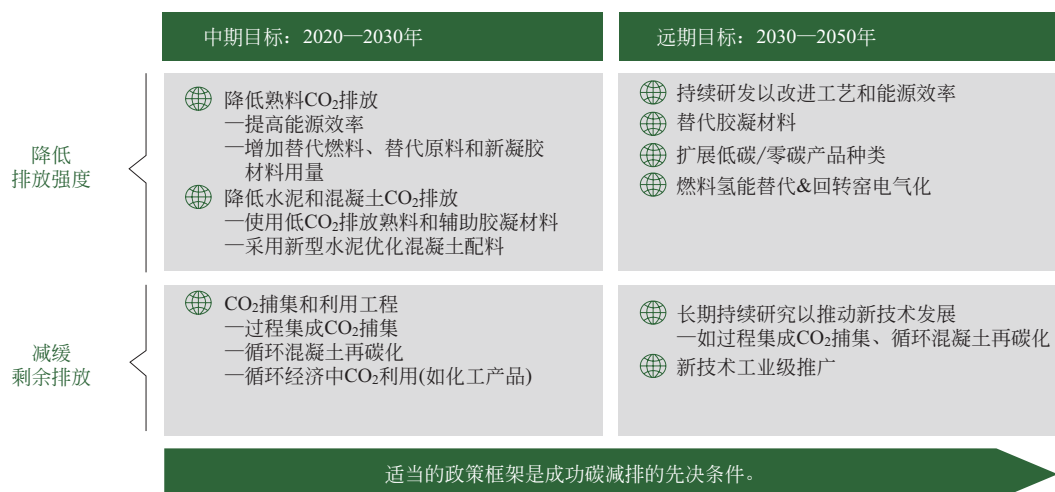 中期目标：2020—2030年
远期目标：2030—2050年
降低
排放强度
降低熟料CO₂排放
—提高能源效率
—增加替代燃料、替代原料和新凝胶
材料用量
降低水泥和混凝土CO₂排放
—使用低CO₂排放熟料和辅助胶凝材料
—采用新型水泥优化混凝土配料
持续研发以改进工艺和能源效率
替代胶凝材料
扩展低碳/零碳产品种类
燃料氢能替代&回转窑电气化
减缓
剩余排放
CO₂捕集和利用工程
—过程集成CO₂捕集
—循环混凝土再碳化
—循环经济中CO₂利用(如化工产品)
长期持续研究以推动新技术发展
—如过程集成CO₂捕集、循环混凝土再碳化
新技术工业级推广
适当的政策框架是成功碳减排的先决条件。